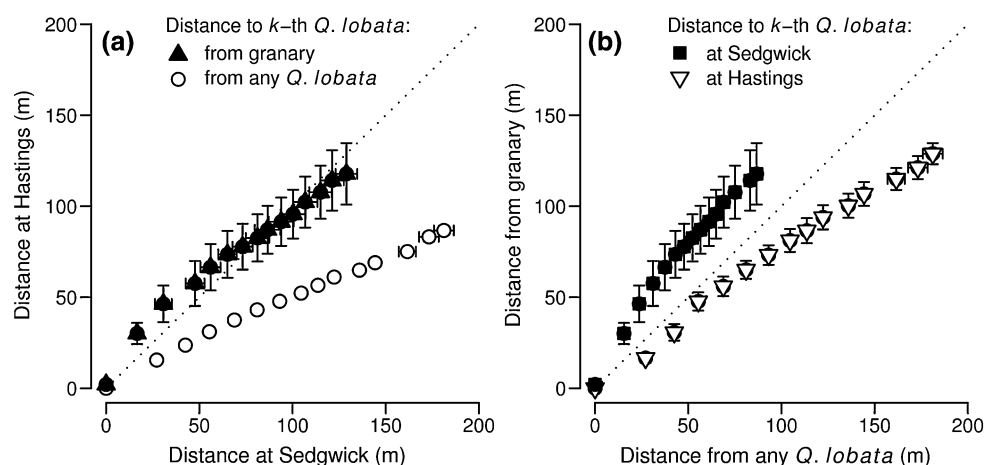 (a)
Distance to k−th Q. lobata:
from granary
from any Q. lobata
Distance at Hastings (m)
200
150
100
50
0
0 50 100 150 200
Distance at Sedgwick (m)
(b)
Distance to k−th Q. lobata:
at Sedgwick
at Hastings
Distance from granary (m)
200
150
100
50
0
0 50 100 150 200
Distance from any Q. lobata (m)